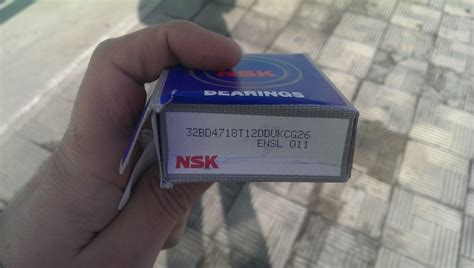 NSK
BEARINGS
32BD4718T12DDUKCG26
ENSL 011
NSK